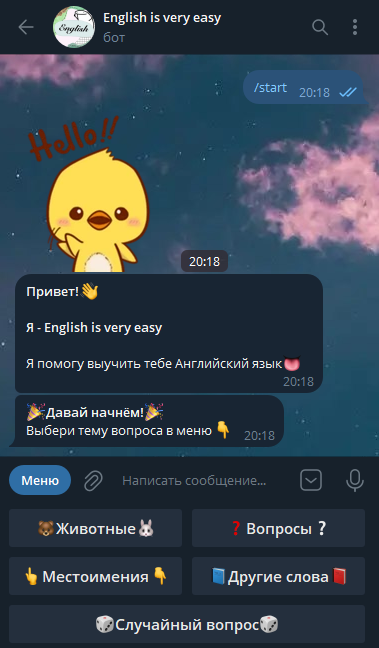 English is very easy
бот
English
/start 20:18
Hello!!
20:18
Привет!👋
Я - English is very easy
Я помогу выучить тебе Английский язык👅
20:18
🎉Давай начнём!🎉
Выбери тему вопроса в меню 👇 20:18
Меню Написать сообщение...
🐻Животные🐰 ❓Вопросы❔
👆Местоимения👇 📘Другие слова📕
🎲Случайный вопрос🎲